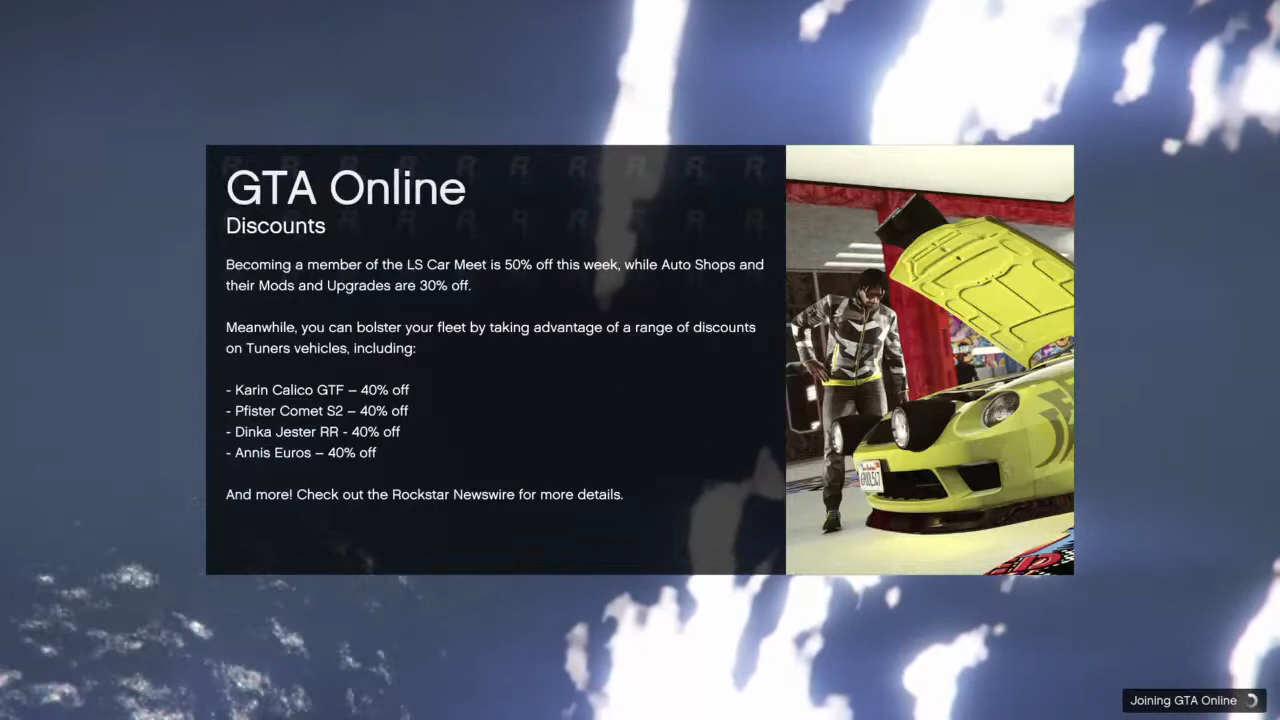 GTA Online
Discounts
Becoming a member of the LS Car Meet is 50% off this week, while Auto Shops and
their Mods and Upgrades are 30% off.
Meanwhile, you can bolster your fleet by taking advantage of a range of discounts
on Tuners vehicles, including:
- Karin Calico GTF – 40% off
- Pfister Comet S2 – 40% off
- Dinka Jester RR - 40% off
- Annis Euros – 40% off
And more! Check out the Rockstar Newswire for more details.
Joining GTA Online